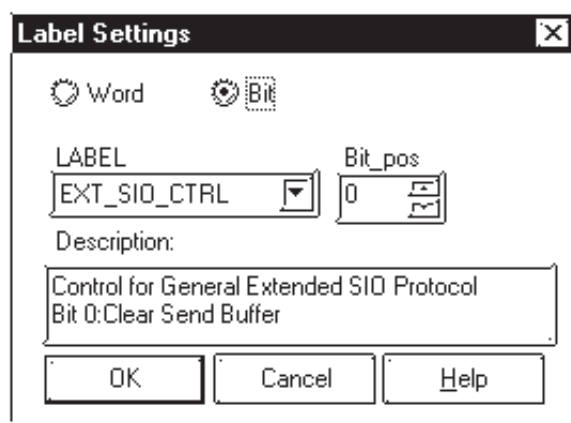 Label Settings
Word Bit
LABEL Bit_pos
EXT_SIO_CTRL 0
Description:
Control for General Extended SIO Protocol
Bit 0:Clear Send Buffer
OK Cancel Help